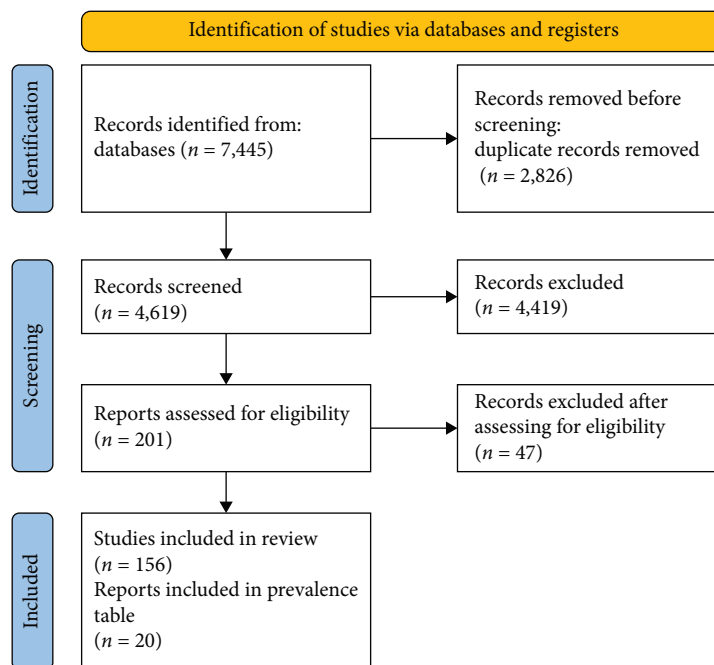 Identification of studies via databases and registers
Identification
Records identified from:
databases (n = 7,445)
Records removed before
screening:
duplicate records removed
(n = 2,826)
Screening
Records screened
(n = 4,619)
Records excluded
(n = 4,419)
Reports assessed for eligibility
(n = 201)
Records excluded after
assessing for eligibility
(n = 47)
Included
Studies included in review
(n = 156)
Reports included in prevalence
table
(n = 20)